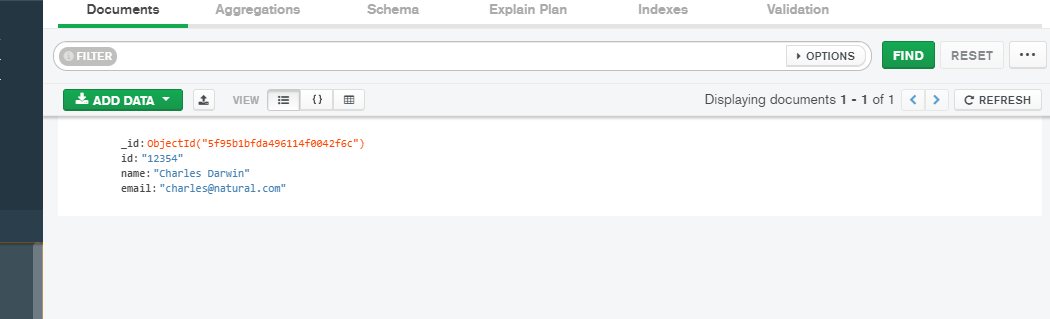 Documents Aggregations Schema Explain Plan Indexes Validation
FILTER OPTIONS FIND RESET ...
ADD DATA VIEW {} Displaying documents 1 - 1 of 1 < > REFRESH
_id: ObjectId("5f95b1bfda496114f0042f6c")
id: "12354"
name: "Charles Darwin"
email: "charles@natural.com"